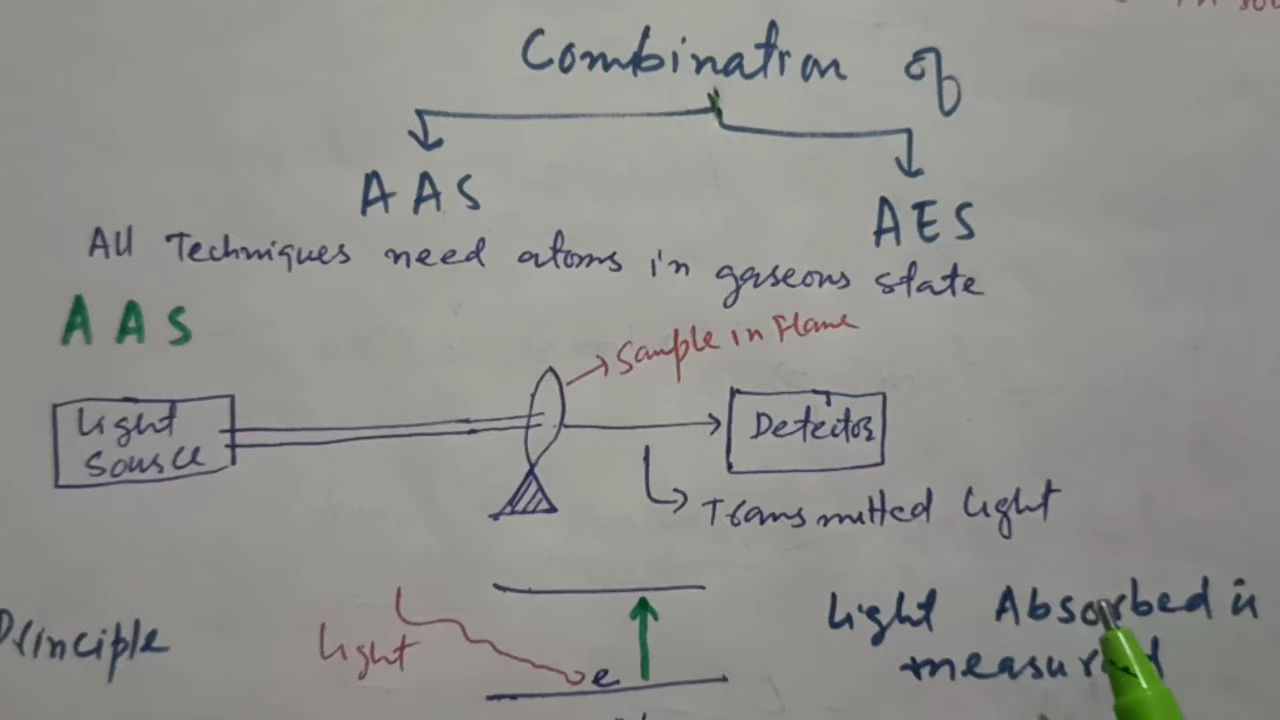 Combination of
AAS
AES
All Techniques need atoms in gaseous state
AAS
Sample in Flame
Light
Source
Detector
Transmitted light
Principle
light
e
Light Absorbed is
measured